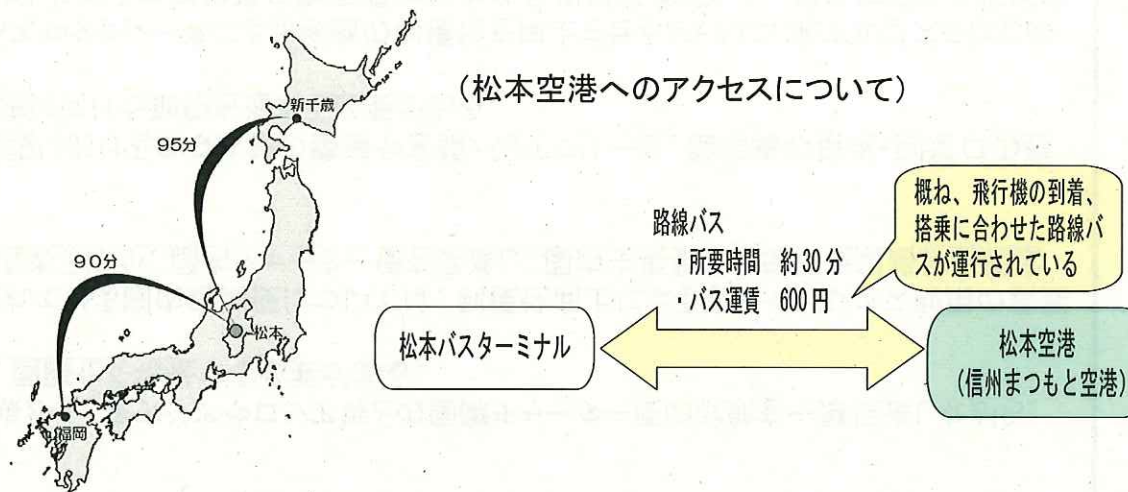 新千歳
(松本空港へのアクセスについて)
95分
概ね、飛行機の到着、
搭乗に合わせた路線バ
スが運行されている
路線バス
・所要時間 約30分
・バス運賃 600円
90分
松本
松本バスターミナル
松本空港
(信州まつもと空港)
福岡